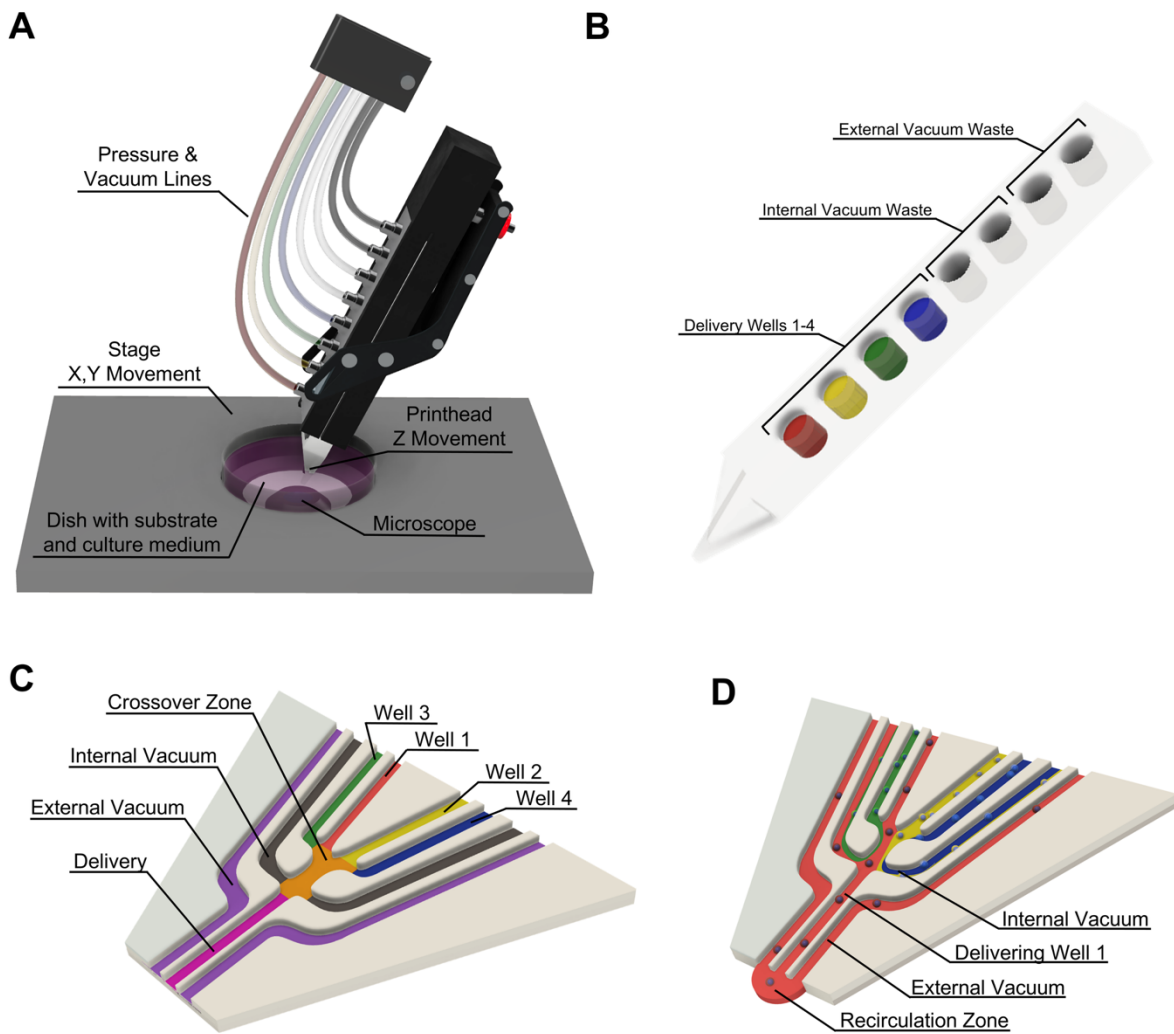 A
Pressure &
Vacuum Lines
Stage
X,Y Movement
Printhead
Z Movement
Dish with substrate
and culture medium
Microscope
B
External Vacuum Waste
Internal Vacuum Waste
Delivery Wells 1-4
C
Crossover Zone
Well 3
Internal Vacuum
Well 1
External Vacuum
Well 2
Well 4
Delivery
D
Internal Vacuum
Delivering Well 1
External Vacuum
Recirculation Zone